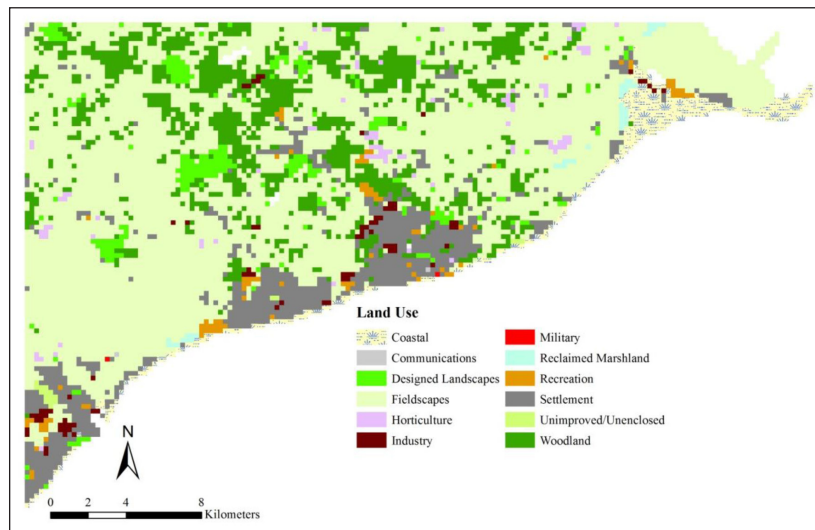 Land Use
Coastal
Communications
Designed Landscapes
Fieldscapes
Horticulture
Industry
Military
Reclaimed Marshland
Recreation
Settlement
Unimproved/Unenclosed
Woodland
N
0 2 4 8
Kilometers